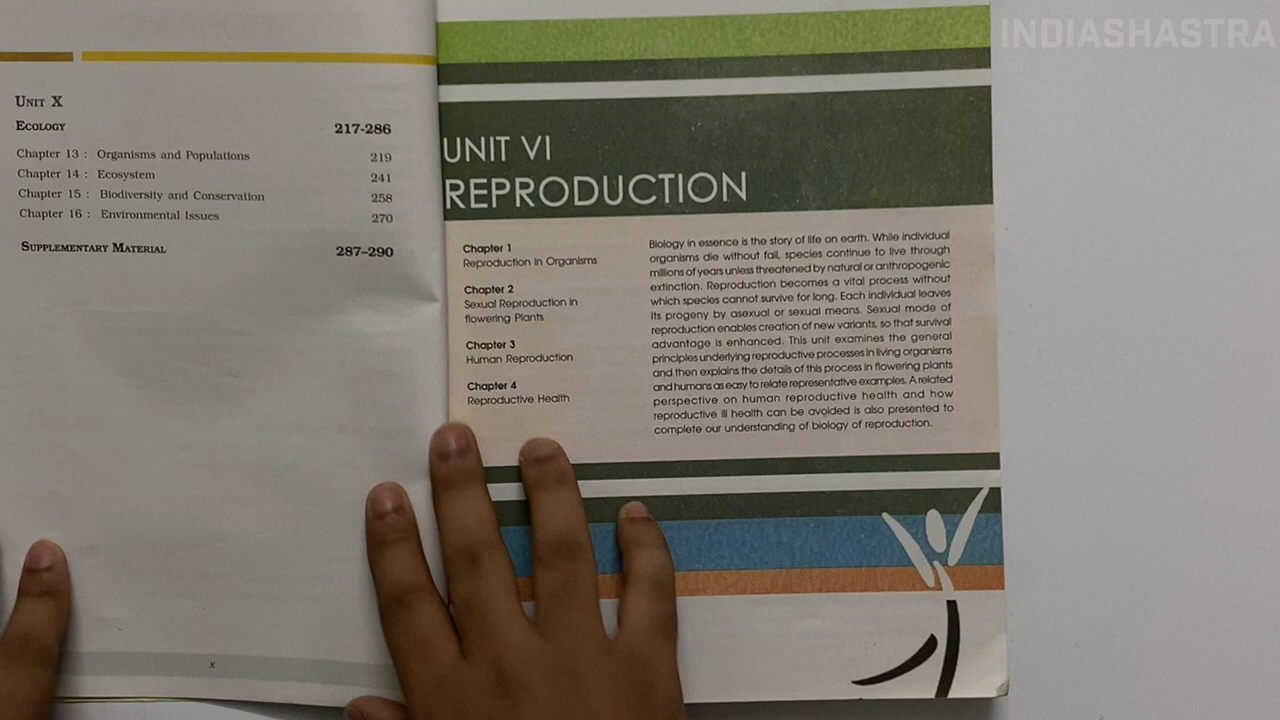 UNIT X
ECOLOGY 217-286
Chapter 13 : Organisms and Populations 219
Chapter 14 : Ecosystem 241
Chapter 15 : Biodiversity and Conservation 258
Chapter 16 : Environmental Issues 270
SUPPLEMENTARY MATERIAL 287–290
x
UNIT VI
REPRODUCTION
Chapter 1
Reproduction in Organisms
Chapter 2
Sexual Reproduction in
flowering Plants
Chapter 3
Human Reproduction
Chapter 4
Reproductive Health
Biology in essence is the story of life on earth. While individual
organisms die without fail, species continue to live through
millions of years unless threatened by natural or anthropogenic
extinction. Reproduction becomes a vital process without
which species cannot survive for long. Each individual leaves
its progeny by asexual or sexual means. Sexual mode of
reproduction enables creation of new variants, so that survival
advantage is enhanced. This unit examines the general
principles underlying reproductive processes in living organisms
and then explains the details of this process in flowering plants
and humans as easy to relate representative examples. A related
perspective on human reproductive health and how
reproductive ill health can be avoided is also presented to
complete our understanding of biology of reproduction.
INDIASHASTRA